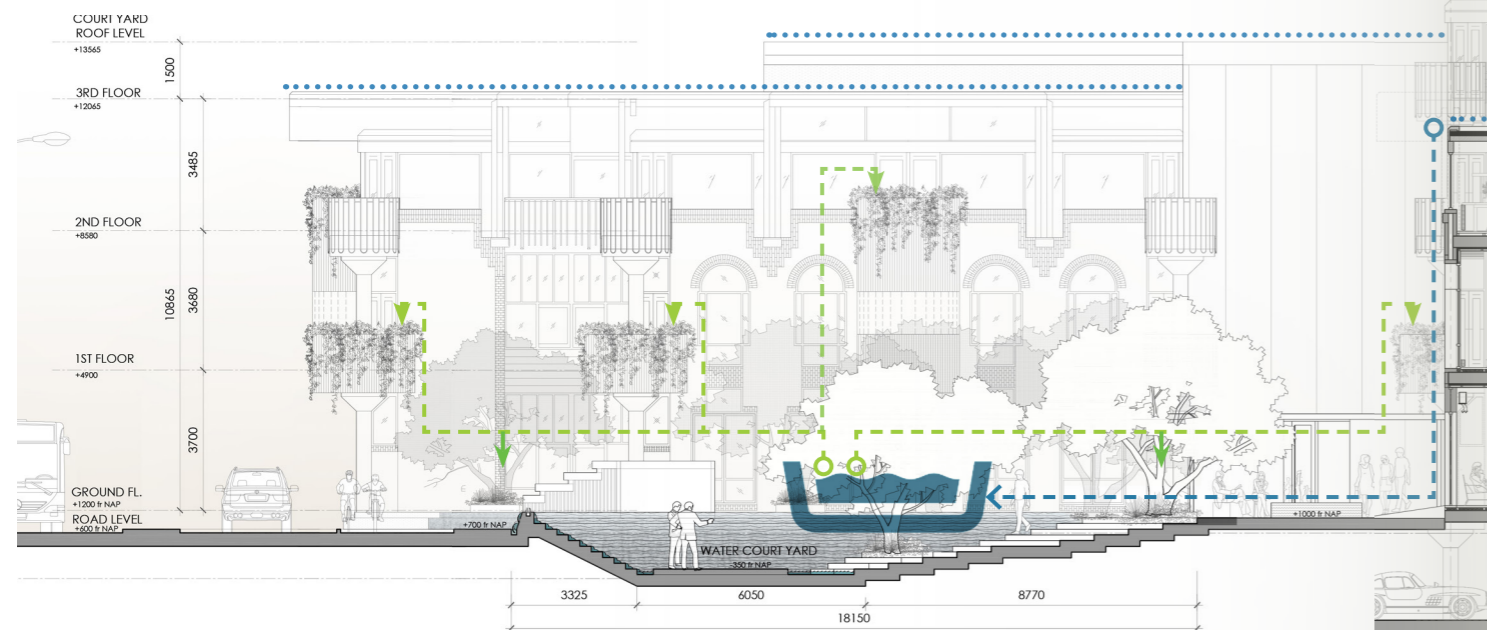 COURT YARD
ROOF LEVEL
+13565
1500
3RD FLOOR
+12065
3485
2ND FLOOR
+8580
10865
3680
1ST FLOOR
+4900
3700
GROUND FL.
+1200 fr NAP
ROAD LEVEL
+600 fr NAP
+700 fr NAP
+1000 fr NAP
WATER COURT YARD
-350 fr NAP
3325
6050
8770
18150